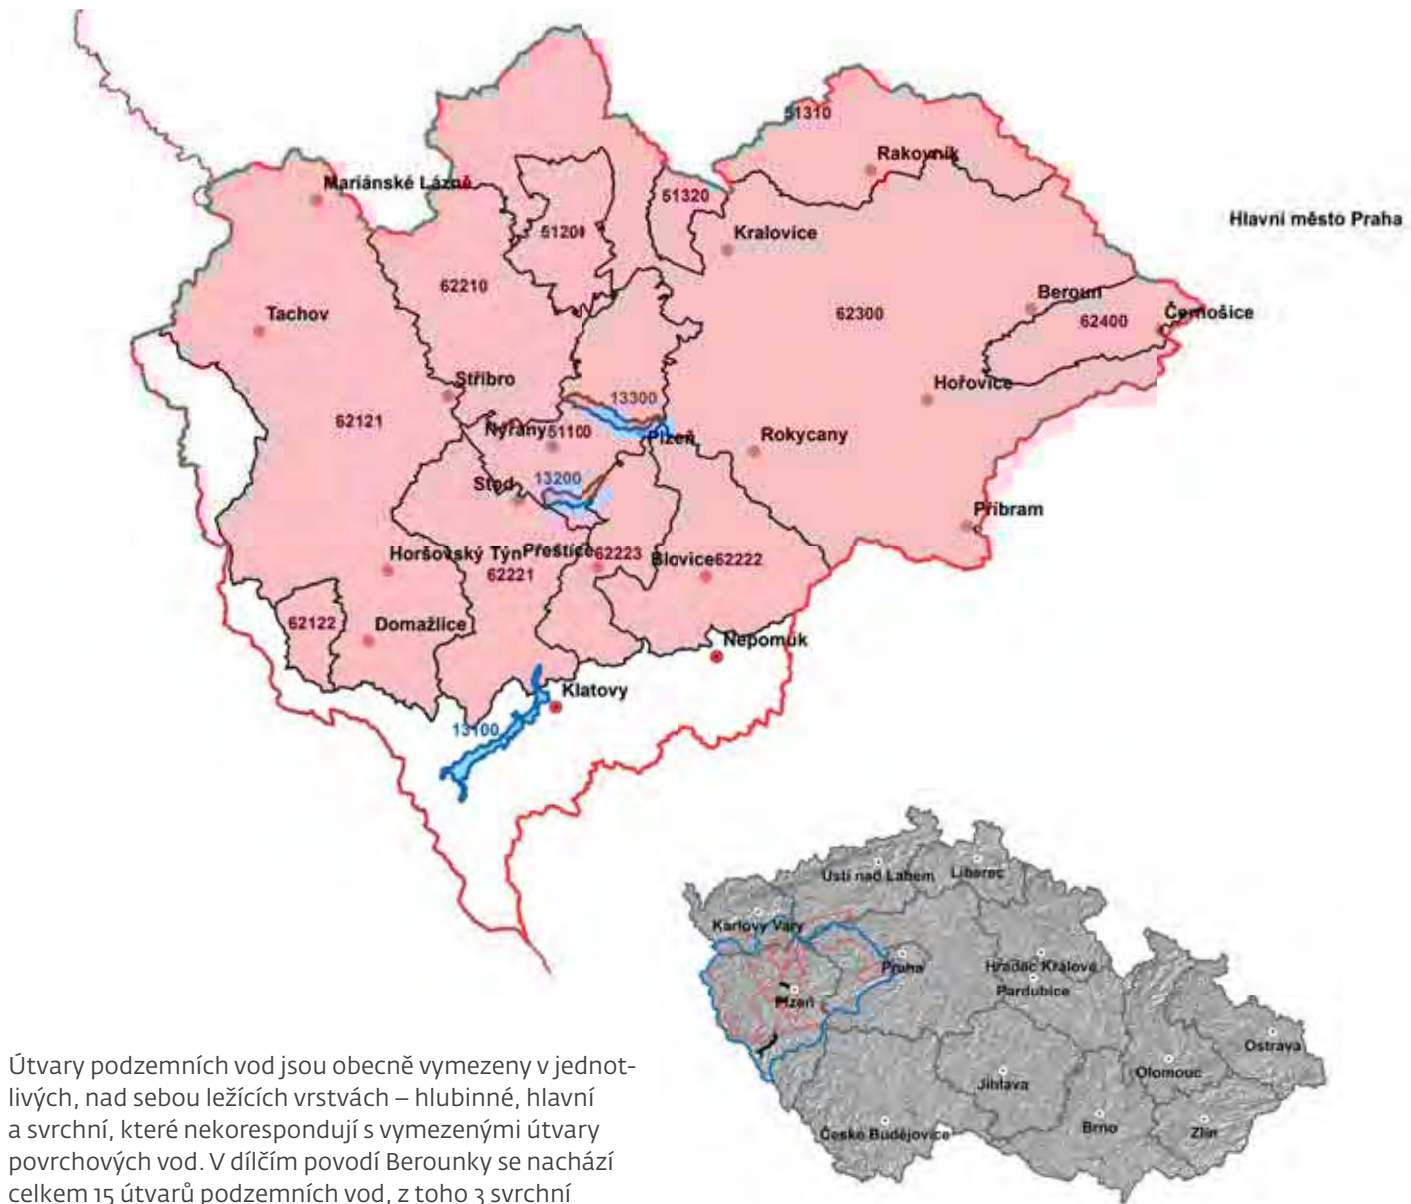 51310
Rakovník
Mariánské Lázně
51320
Hlavní město Praha
Kralovice
51201
62210
Beroun
Tachov
62300
62400
Černošice
Stříbro
Hořovice
13300
62121
Nýřany
51100
Plzeň
Rokycany
13200
Stod
Příbram
Horšovský Týn
Přeštice
62223
Blovice
62222
62221
62122
Domažlice
Nepomuk
Klatovy
13100
Ústí nad Labem
Liberec
Karlovy Vary
Praha
Hradec Králové
Pardubice
Plzeň
Ostrava
Olomouc
Jihlava
Brno
Zlín
České Budějovice
Útvary podzemních vod jsou obecně vymezeny v jednot-
livých, nad sebou ležících vrstvách – hlubinné, hlavní
a svrchní, které nekorespondují s vymezenými útvary
povrchových vod. V dílčím povodí Berounky se nachází
celkem 15 útvarů podzemních vod, z toho 3 svrchní